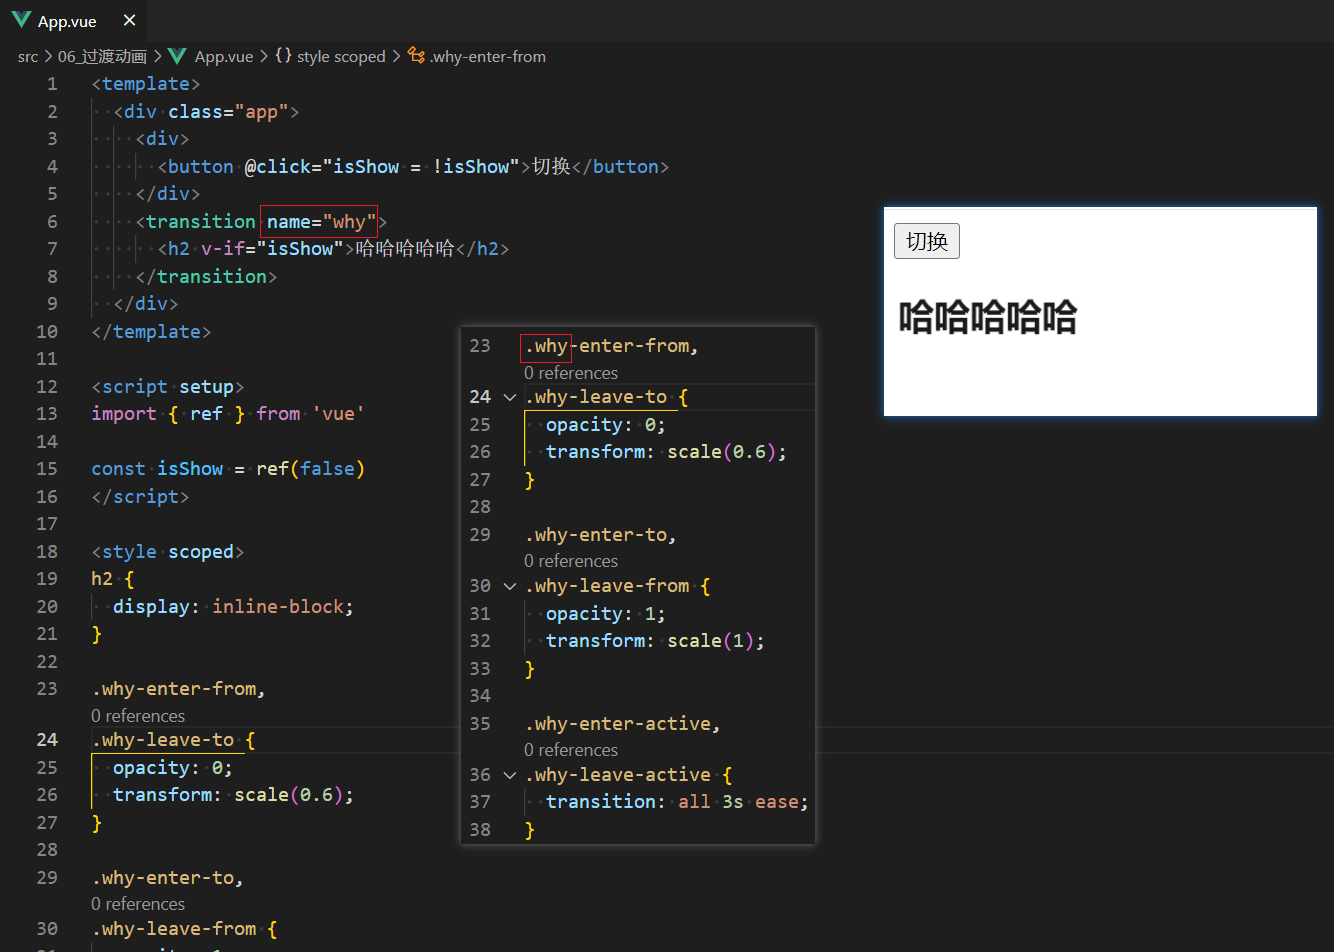 App.vue ×
src > 06_过渡动画 > App.vue > {} style scoped > .why-enter-from
1 <template>
2 <div class="app">
3 <div>
4 <button @click="isShow = !isShow">切换</button>
5 </div>
6 <transition name="why">
7 <h2 v-if="isShow">哈哈哈哈哈</h2>
8 </transition>
9 </div>
10 </template>
11
12 <script setup>
13 import { ref } from 'vue'
14
15 const isShow = ref(false)
16 </script>
17
18 <style scoped>
19 h2 {
20 display: inline-block;
21 }
22
23 .why-enter-from,
0 references
24 .why-leave-to {
25 opacity: 0;
26 transform: scale(0.6);
27 }
28
29 .why-enter-to,
0 references
30 .why-leave-from {
23 .why-enter-from,
0 references
24 .why-leave-to {
25 opacity: 0;
26 transform: scale(0.6);
27 }
28
29 .why-enter-to,
0 references
30 .why-leave-from {
31 opacity: 1;
32 transform: scale(1);
33 }
34
35 .why-enter-active,
0 references
36 .why-leave-active {
37 transition: all 3s ease;
38 }
切换
哈哈哈哈哈